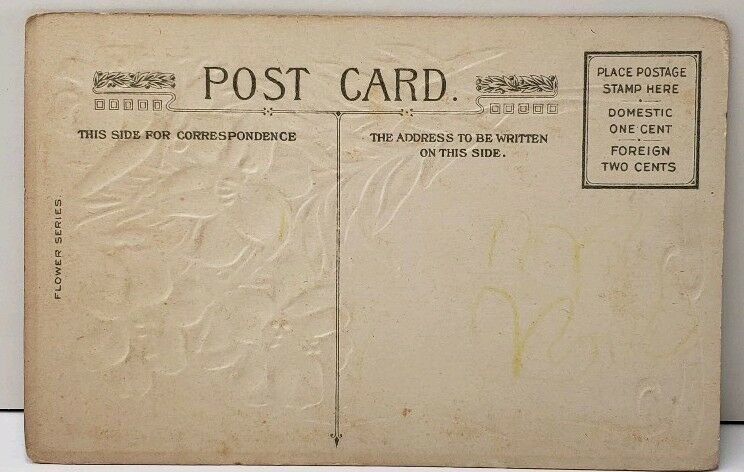 POST CARD.
THIS SIDE FOR CORRESPONDENCE
THE ADDRESS TO BE WRITTEN
ON THIS SIDE.
PLACE POSTAGE
STAMP HERE
DOMESTIC
ONE CENT
FOREIGN
TWO CENTS
FLOWER SERIES.